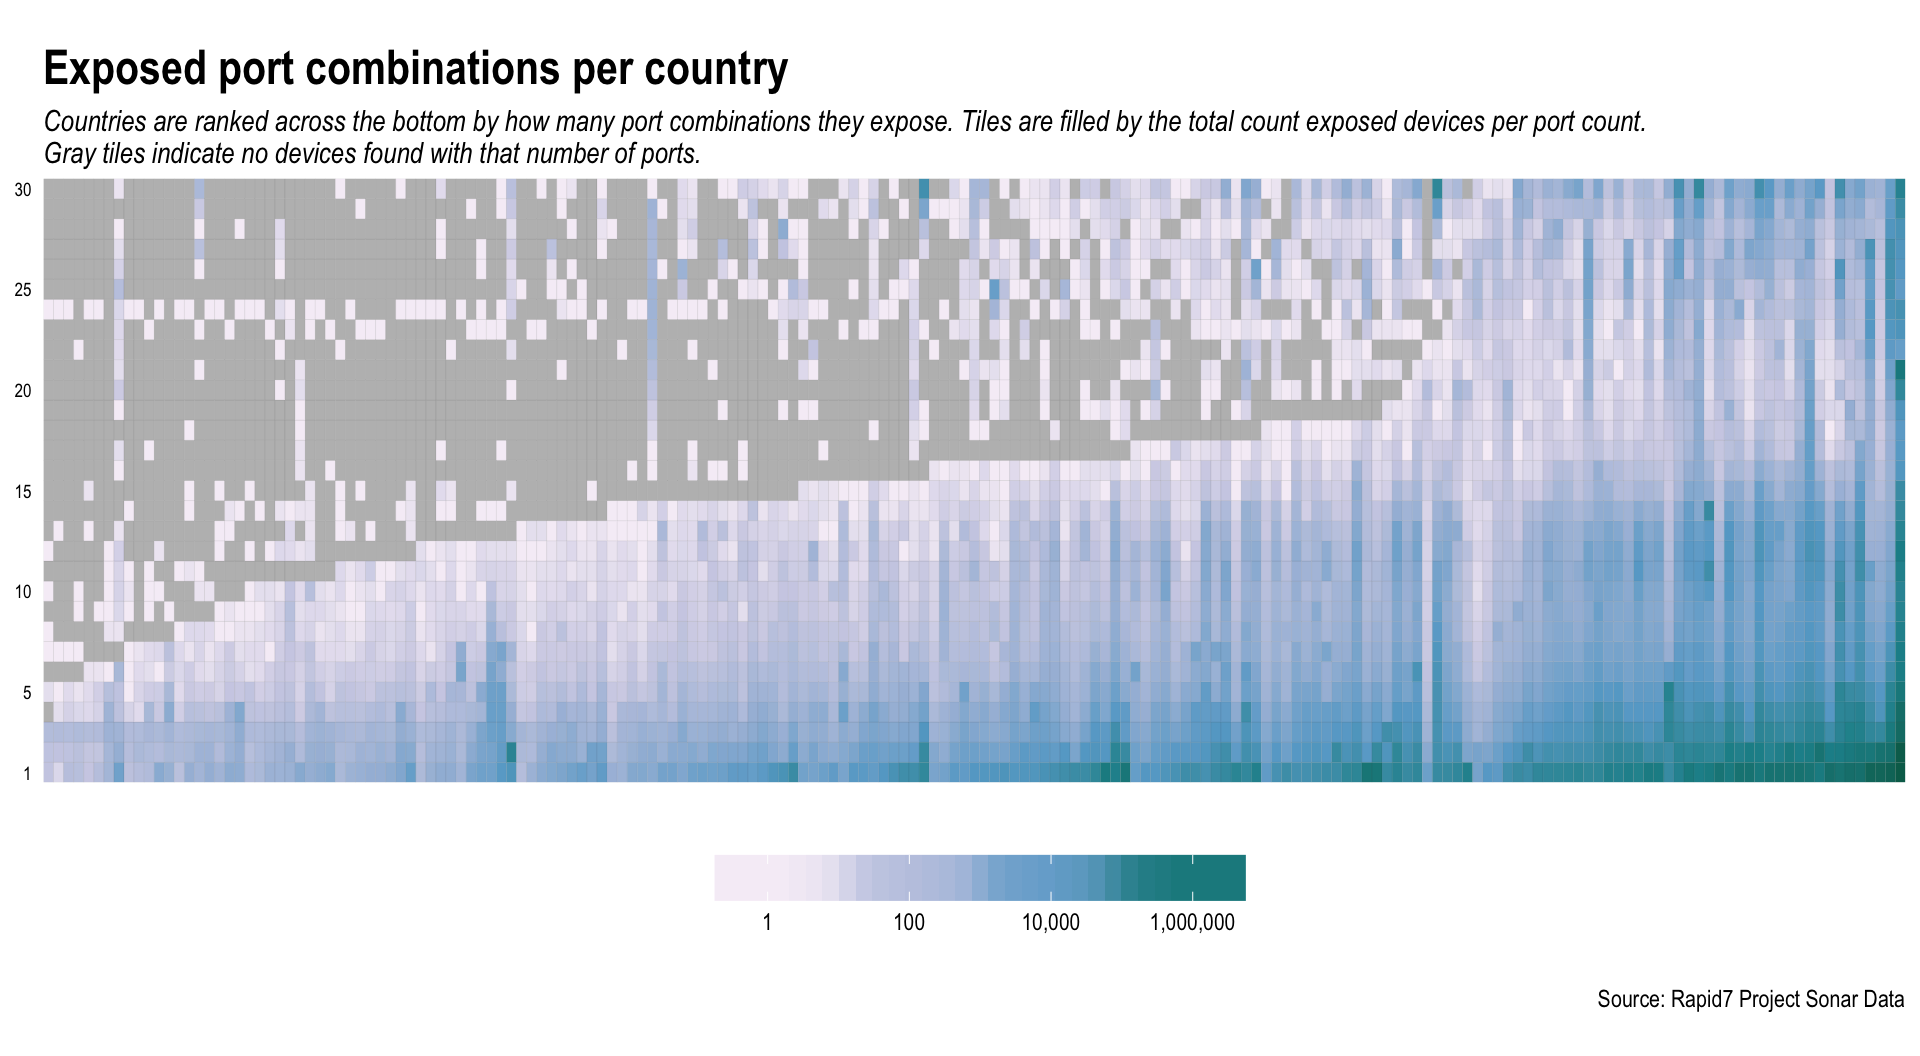 Exposed port combinations per country
Countries are ranked across the bottom by how many port combinations they expose. Tiles are filled by the total count exposed devices per port count.
Gray tiles indicate no devices found with that number of ports.
30
25
20
15
10
5
1
1 100 10,000 1,000,000
Source: Rapid7 Project Sonar Data